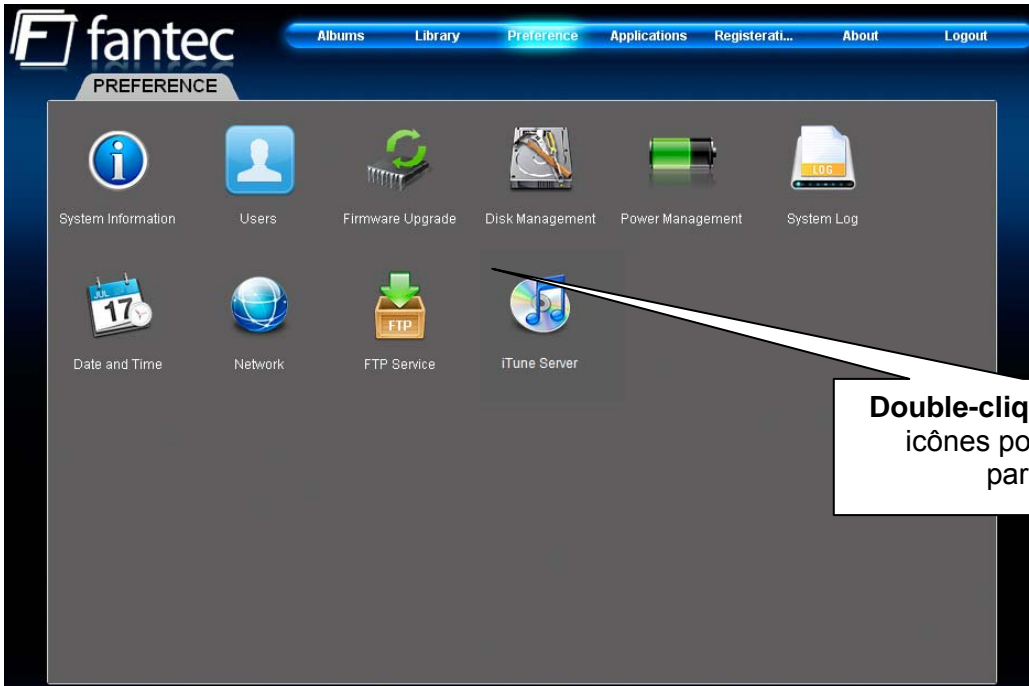 fantec
Albums Library Preference Applications Registerati... About Logout
PREFERENCE
System Information Users Firmware Upgrade Disk Management Power Management System Log
LOG
JUL 17
FTP
Date and Time Network FTP Service iTune Server
Double-cliq
icônes po
par